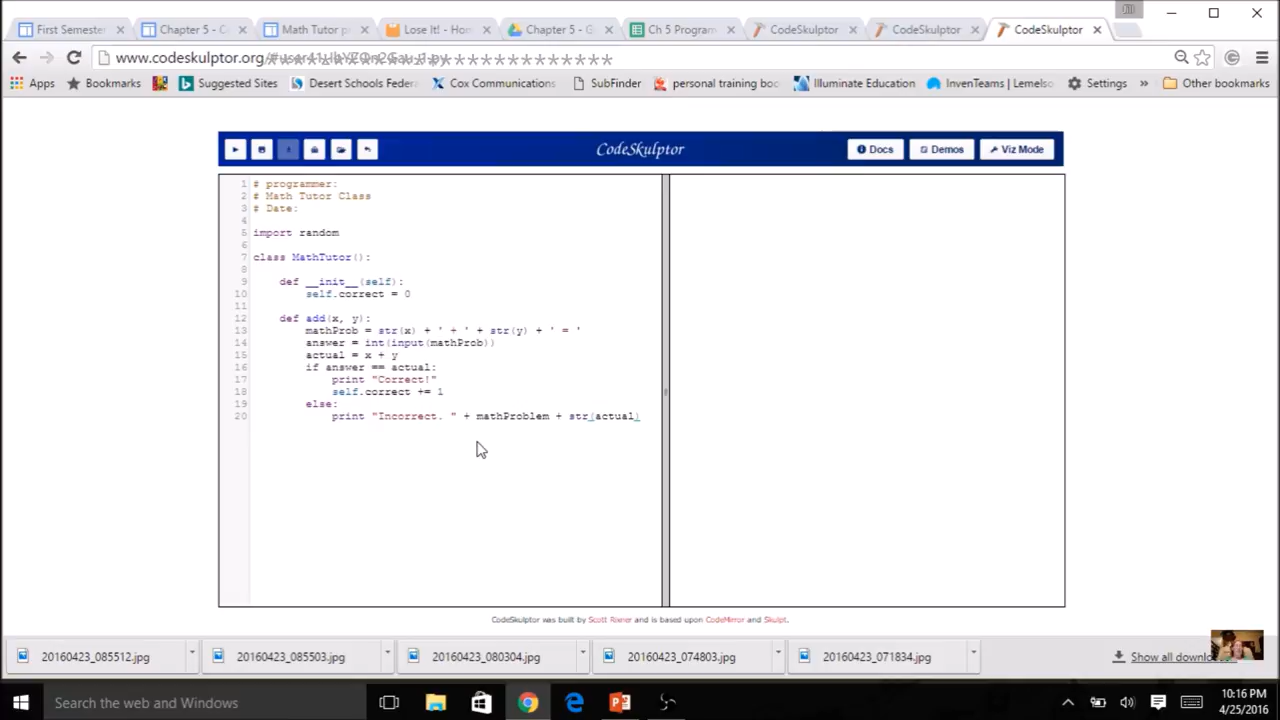 First Semeste
Chapter 5 - C
Math Tutor p
Lose It! - Hom
Chapter 5 - G
Ch 5 Program
CodeSkulptor
CodeSkulptor
CodeSkulptor
www.codeskulptor.org
Apps
Bookmarks
Suggested Sites
Desert Schools Federa
Cox Communications
SubFinder
personal training boo
Illuminate Education
InvenTeams | Lemelso
Settings
»
Other bookmarks
CodeSkulptor
Docs
Demos
Viz Mode
1 # programmer:
2 # Math Tutor Class
3 # Date:
4
5 import random
6
7 class MathTutor():
8
9 def __init__(self):
10 self.correct = 0
11
12 def add(x, y):
13 mathProb = str(x) + ' + ' + str(y) + ' = '
14 answer = int(input(mathProb))
15 actual = x + y
16 if answer == actual:
17 print "Correct!"
18 self.correct += 1
19 else:
20 print "Incorrect. " + mathProblem + str(actual)
CodeSkulptor was built by Scott Rixner and is based upon CodeMirror and Skulpt.
20160423_085512.jpg
20160423_085503.jpg
20160423_080304.jpg
20160423_074803.jpg
20160423_071834.jpg
Show all downlo
Search the web and Windows
10:16 PM
4/25/2016